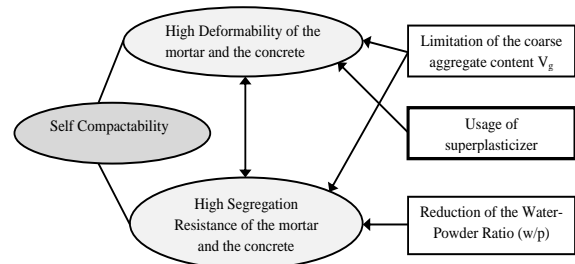 High Deformability of the
mortar and the concrete
Limitation of the coarse
aggregate content Vg
Self Compactability
Usage of
superplasticizer
High Segregation
Resistance of the mortar
and the concrete
Reduction of the Water-
Powder Ratio (w/p)